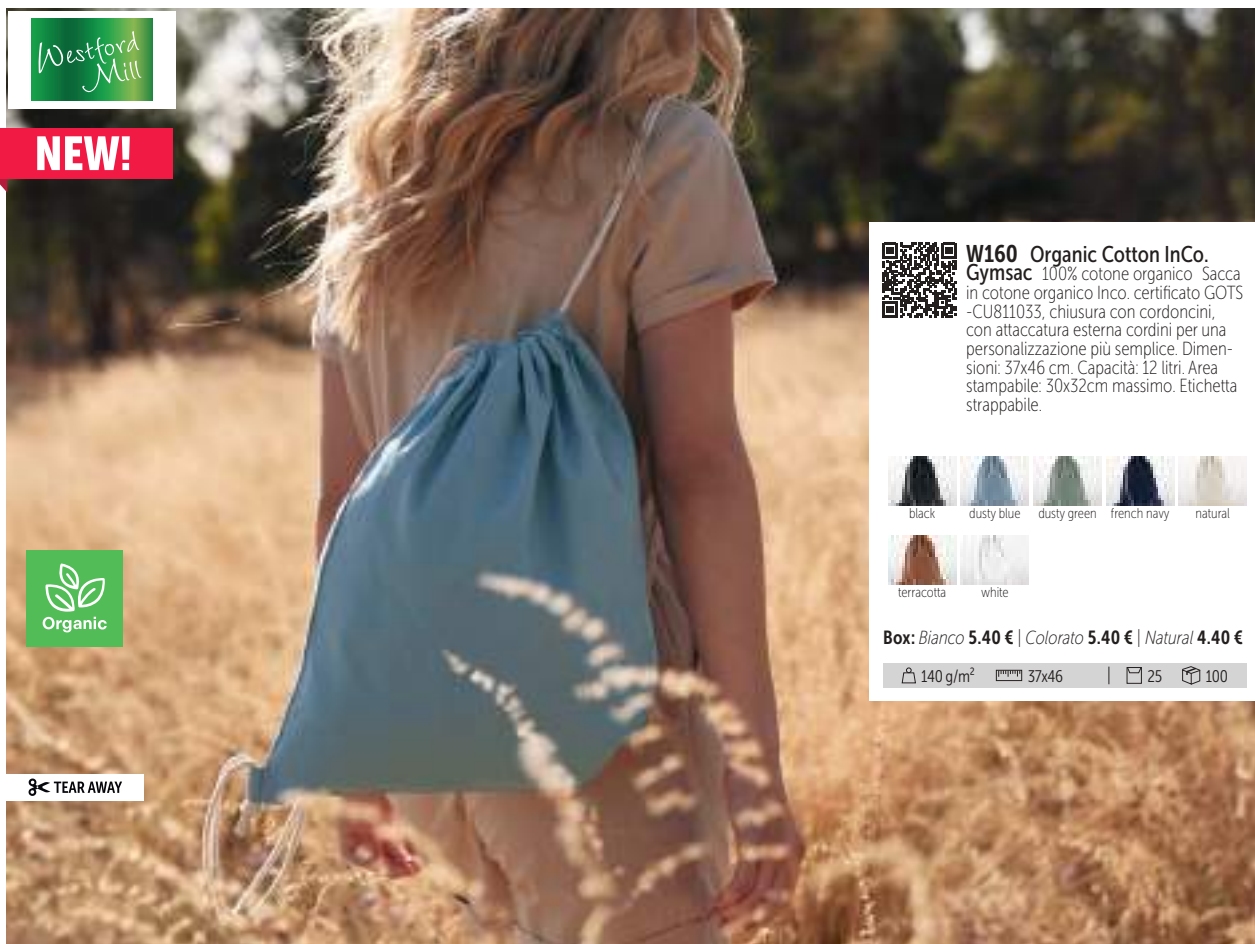 Westford
Mill
NEW!
W160 Organic Cotton InCo.
Gymsac 100% cotone organico Sacca
in cotone organico Inco. certificato GOTS
-CU811033, chiusura con cordoncini,
con attaccatura esterna cordini per una
personalizzazione più semplice. Dimen-
sioni: 37x46 cm. Capacità: 12 litri. Area
stampabile: 30x32cm massimo. Etichetta
strappabile.
black dusty blue dusty green french navy natural
terracotta white
Box: Bianco 5.40 € | Colorato 5.40 € | Natural 4.40 €
140 g/m² 37x46 | 25 100
Organic
TEAR AWAY